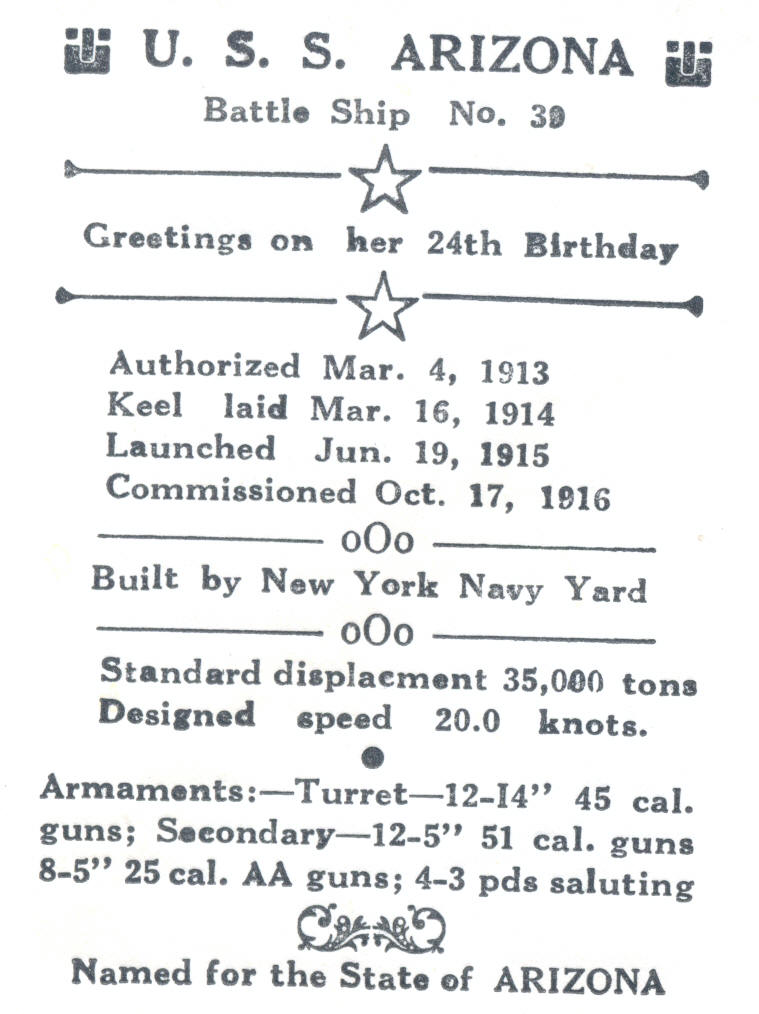 U. S. S. ARIZONA
Battle Ship No. 39
Greetings on her 24th Birthday
Authorized Mar. 4, 1913
Keel laid Mar. 16, 1914
Launched Jun. 19, 1915
Commissioned Oct. 17, 1916
oOo
Built by New York Navy Yard
oOo
Standard displacment 35,000 tons
Designed speed 20.0 knots.
Armaments:—Turret—12-14” 45 cal.
guns; Secondary—12-5” 51 cal. guns
8-5” 25 cal. AA guns; 4-3 pds saluting
Named for the State of ARIZONA